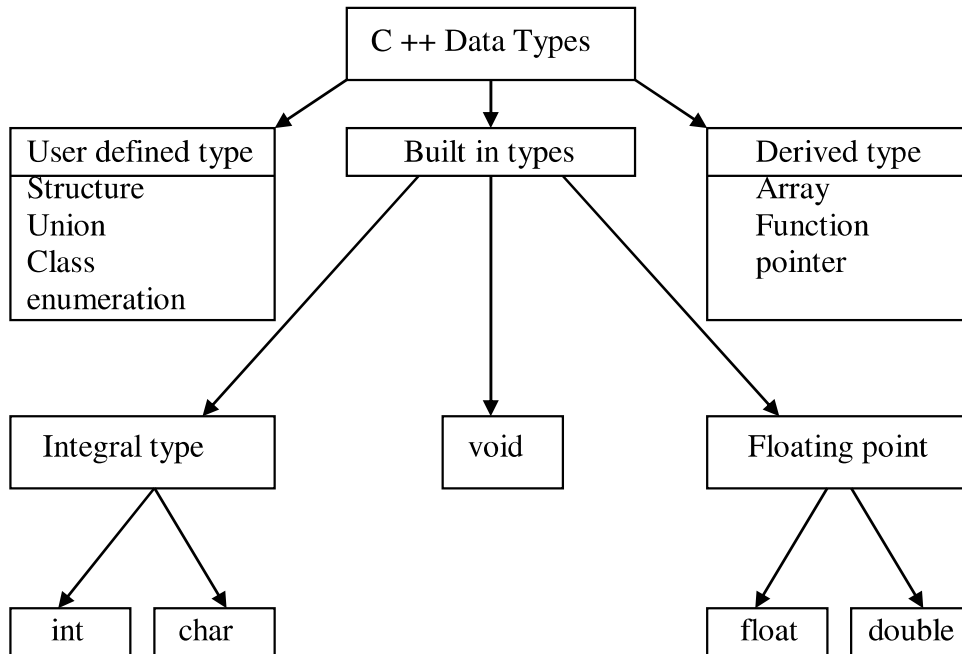 C ++ Data Types
User defined type
Structure
Union
Class
enumeration
Built in types
Derived type
Array
Function
pointer
Integral type
void
Floating point
int
char
float
double